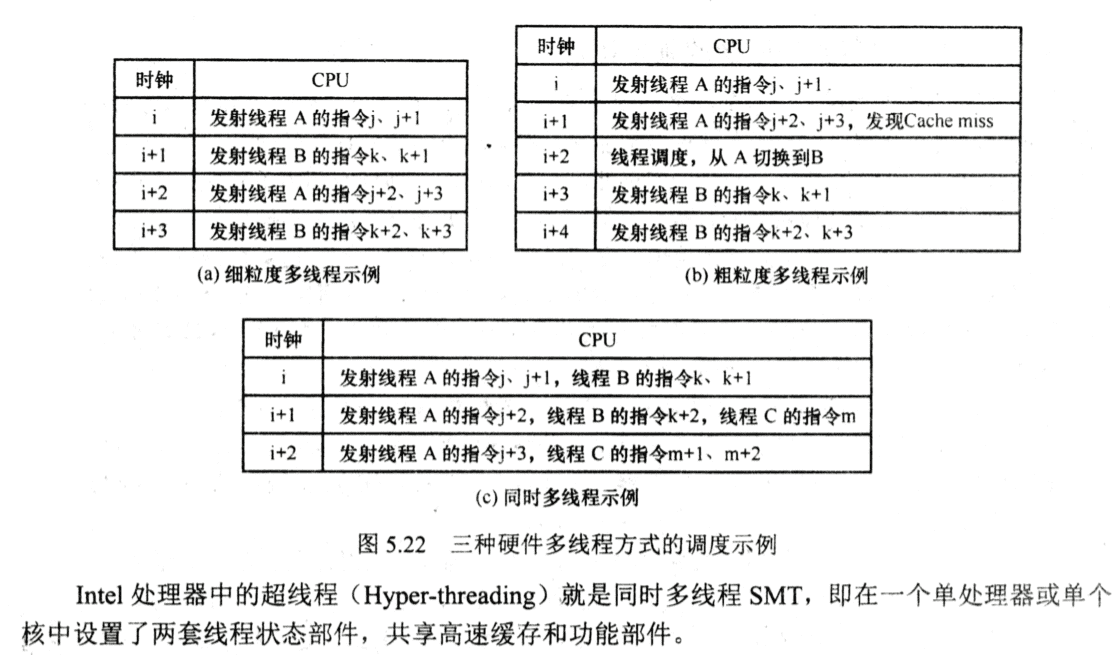 时钟 CPU
i 发射线程 A 的指令j、j+1
i+1 发射线程 B 的指令k、k+1
i+2 发射线程 A 的指令j+2、j+3
i+3 发射线程 B 的指令k+2、k+3
(a) 细粒度多线程示例
时钟 CPU
i 发射线程 A 的指令j、j+1
i+1 发射线程 A 的指令j+2、j+3，发现Cache miss
i+2 线程调度，从 A 切换到B
i+3 发射线程 B 的指令k、k+1
i+4 发射线程 B 的指令k+2、k+3
(b) 粗粒度多线程示例
时钟 CPU
i 发射线程 A 的指令j、j+1，线程 B 的指令k、k+1
i+1 发射线程 A 的指令j+2，线程 B 的指令k+2，线程 C 的指令m
i+2 发射线程 A 的指令j+3，线程 C 的指令m+1、m+2
(c) 同时多线程示例
图 5.22 三种硬件多线程方式的调度示例
Intel 处理器中的超线程（Hyper-threading）就是同时多线程 SMT，即在一个单处理器或单个
核中设置了两套线程状态部件，共享高速缓存和功能部件。